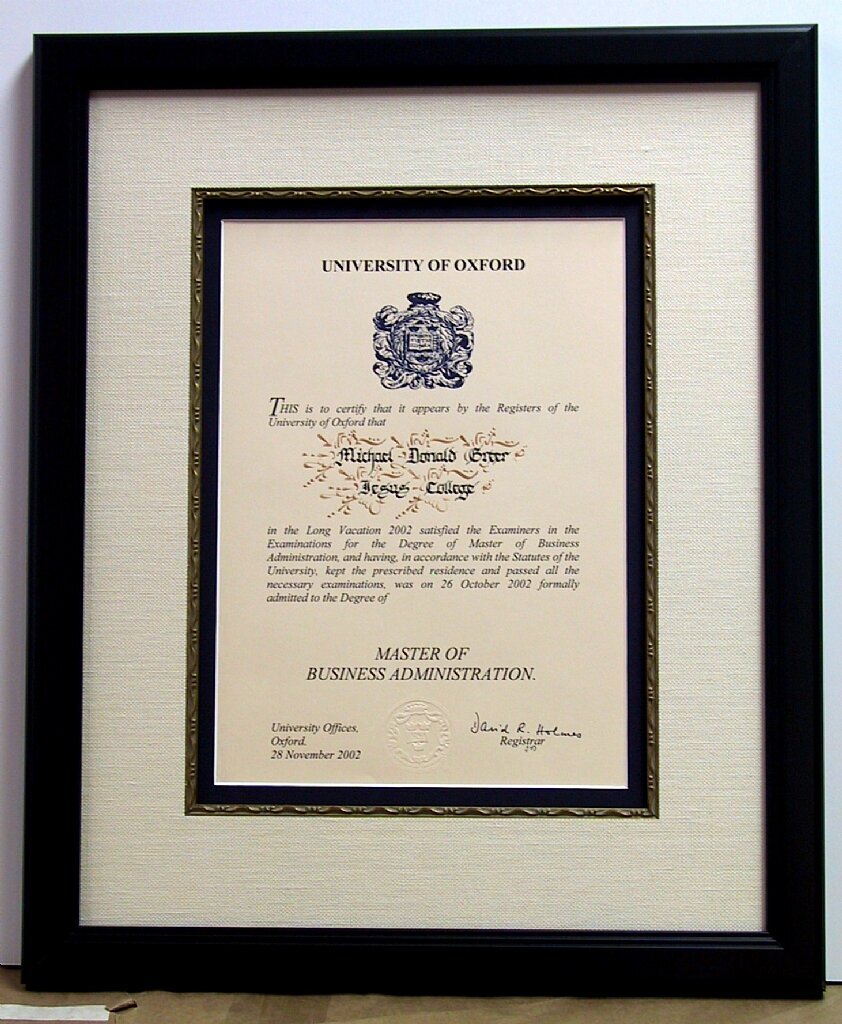 UNIVERSITY OF OXFORD
THIS is to certify that it appears by the Registers of the
University of Oxford that
Michael Donald Greer
Jesus College
in the Long Vacation 2002 satisfied the Examiners in the
Examinations for the Degree of Master of Business
Administration, and having, in accordance with the Statutes of the
University, kept the prescribed residence and passed all the
necessary examinations, was on 26 October 2002 formally
admitted to the Degree of
MASTER OF
BUSINESS ADMINISTRATION.
University Offices,
Oxford.
28 November 2002
David R. Holmes
Registrar